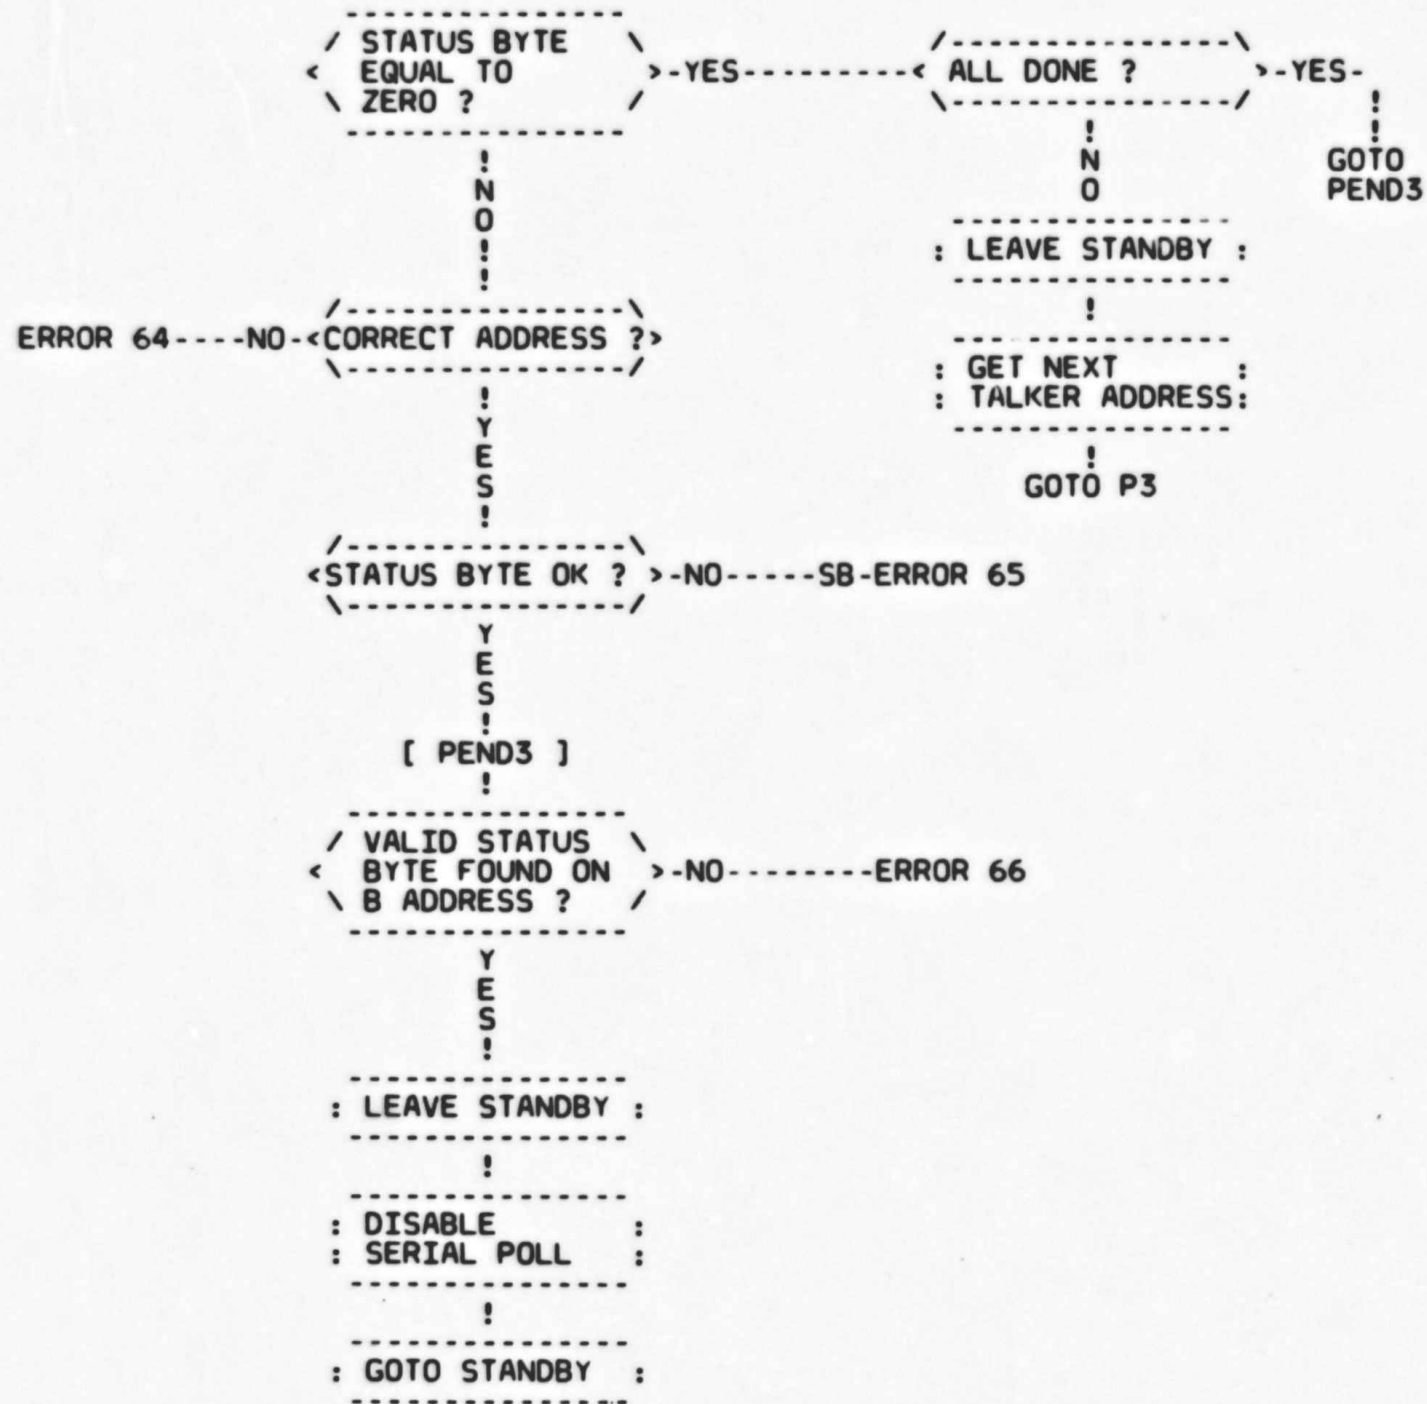 STATUS BYTE
EQUAL TO
ZERO ?
YES
ALL DONE ?
YES
NO
GOTO
PEND3
NO
LEAVE STANDBY
ERROR 64
NO
CORRECT ADDRESS ?
GET NEXT
TALKER ADDRESS
YES
GOTO P3
STATUS BYTE OK ?
NO
SB-ERROR 65
YES
[ PEND3 ]
VALID STATUS
BYTE FOUND ON
B ADDRESS ?
NO
ERROR 66
YES
LEAVE STANDBY
DISABLE
SERIAL POLL
GOTO STANDBY